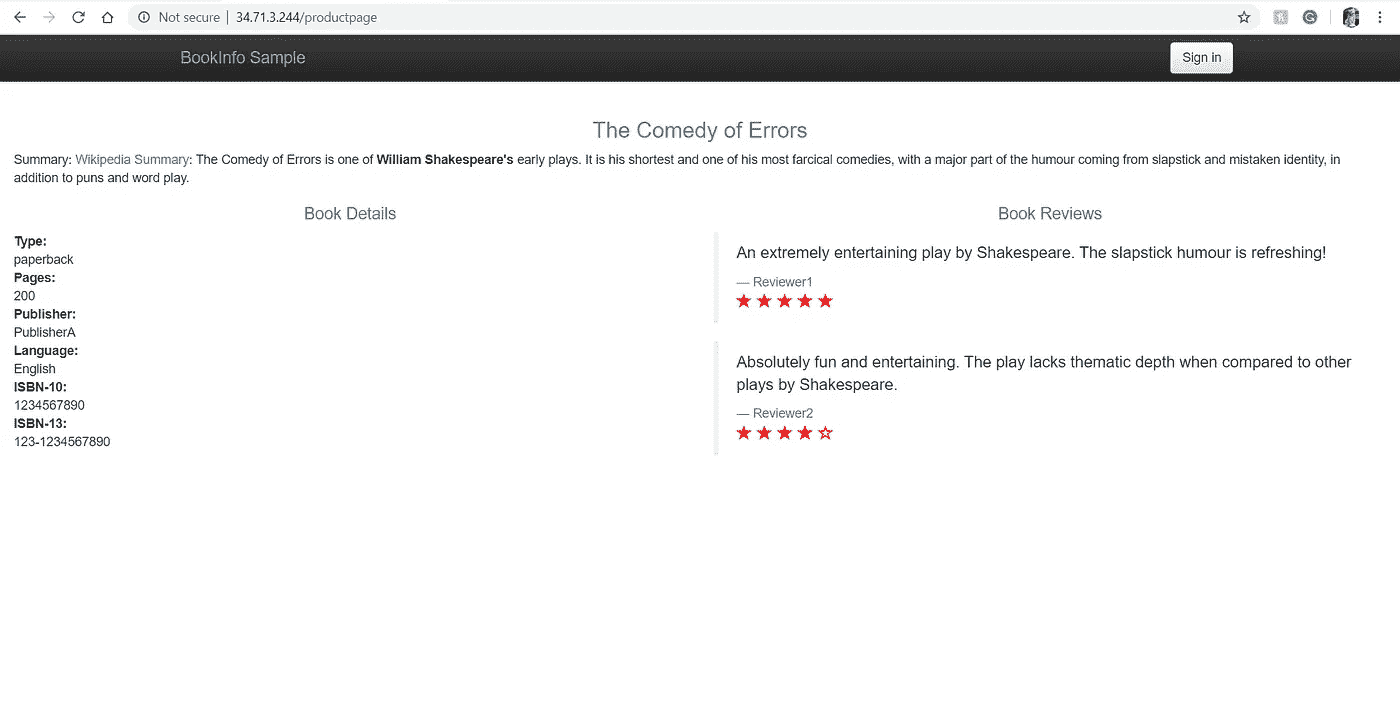 Not secure | 34.71.3.244/productpage
BookInfo Sample
Sign in
The Comedy of Errors
Summary: Wikipedia Summary: The Comedy of Errors is one of William Shakespeare's early plays. It is his shortest and one of his most farcical comedies, with a major part of the humour coming from slapstick and mistaken identity, in
addition to puns and word play.
Book Details
Type:
paperback
Pages:
200
Publisher:
PublisherA
Language:
English
ISBN-10:
1234567890
ISBN-13:
123-1234567890
Book Reviews
An extremely entertaining play by Shakespeare. The slapstick humour is refreshing!
— Reviewer1
Absolutely fun and entertaining. The play lacks thematic depth when compared to other
plays by Shakespeare.
— Reviewer2